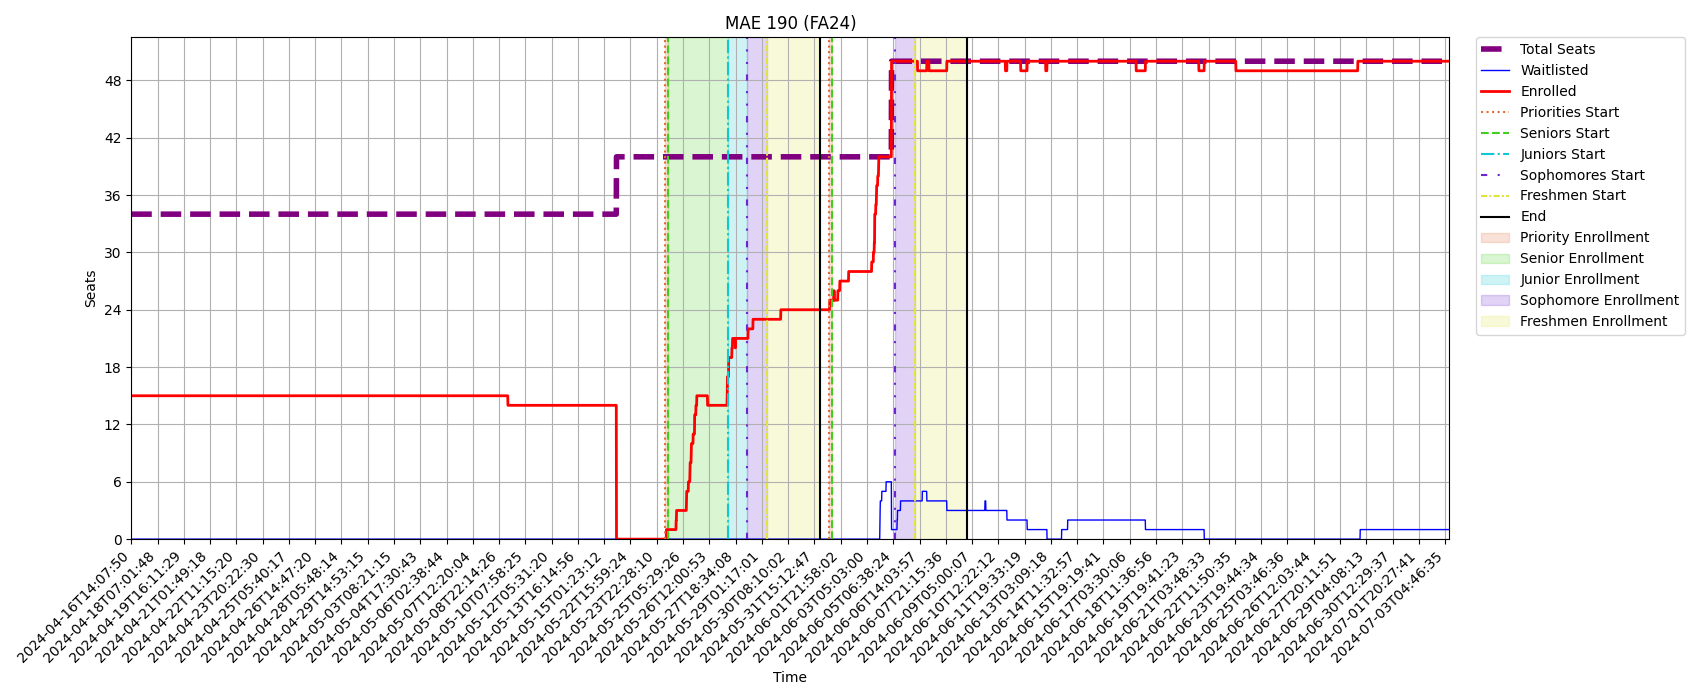 MAE 190 (FA24)
Total Seats
Waitlisted
Enrolled
Priorities Start
Seniors Start
Juniors Start
Sophomores Start
Freshmen Start
End
Priority Enrollment
Senior Enrollment
Junior Enrollment
Sophomore Enrollment
Freshmen Enrollment
Seats
48
42
36
30
24
18
12
6
0
2024-04-16T14:07:50
2024-04-18T07:01:48
2024-04-19T16:11:29
2024-04-21T01:49:18
2024-04-22T11:15:20
2024-04-23T20:22:30
2024-04-25T05:40:17
2024-04-26T14:47:20
2024-04-28T05:48:14
2024-04-29T14:53:15
2024-05-03T08:21:15
2024-05-04T17:30:43
2024-05-06T02:38:44
2024-05-07T12:20:04
2024-05-08T22:14:26
2024-05-10T07:58:25
2024-05-12T05:31:20
2024-05-13T16:14:56
2024-05-15T01:23:12
2024-05-22T15:59:24
2024-05-23T22:28:10
2024-05-25T05:29:26
2024-05-26T12:00:53
2024-05-27T18:34:08
2024-05-29T01:17:01
2024-05-30T08:10:02
2024-05-31T15:12:47
2024-06-01T21:58:02
2024-06-03T05:03:00
2024-06-05T06:38:24
2024-06-06T14:03:57
2024-06-07T21:15:36
2024-06-09T05:00:07
2024-06-10T12:22:12
2024-06-11T19:33:19
2024-06-13T03:09:18
2024-06-14T11:32:57
2024-06-15T19:19:41
2024-06-17T03:30:06
2024-06-18T11:36:56
2024-06-19T19:41:23
2024-06-21T03:48:33
2024-06-22T11:50:35
2024-06-23T19:44:34
2024-06-25T03:46:36
2024-06-26T12:03:44
2024-06-27T20:11:51
2024-06-29T04:08:13
2024-06-30T12:29:37
2024-07-01T20:27:41
2024-07-03T04:46:35
Time